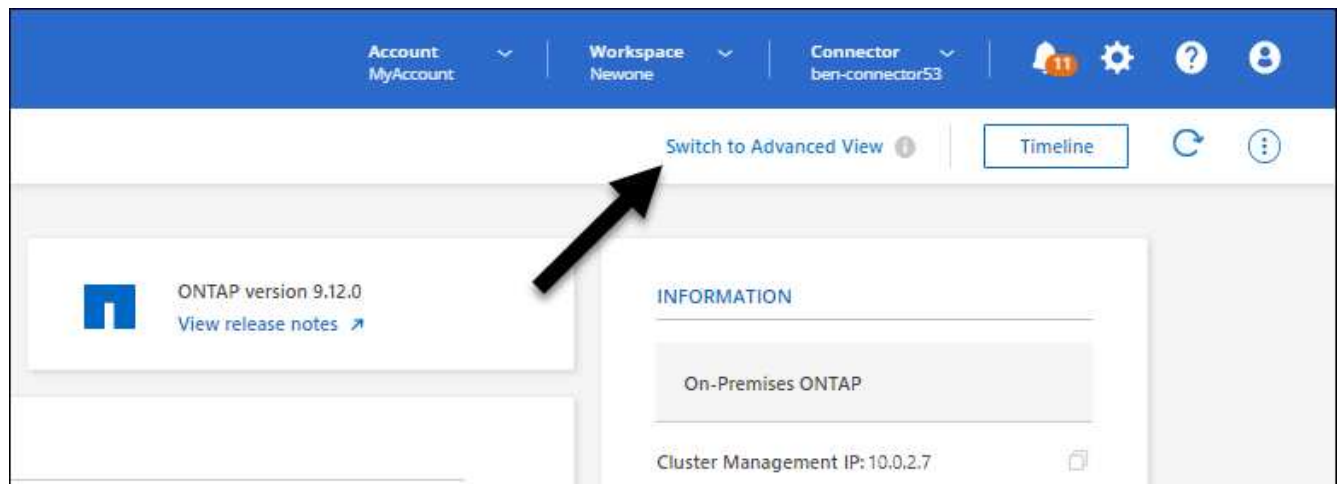 Account
MyAccount
Workspace
Newone
Connector
ben-connector53
11
Switch to Advanced View
Timeline
ONTAP version 9.12.0
View release notes
INFORMATION
On-Premises ONTAP
Cluster Management IP: 10.0.2.7